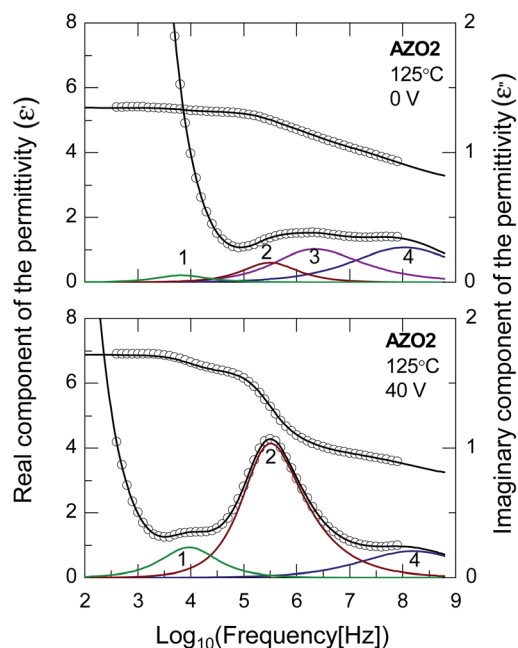 Real component of the permittivity (ε')
Imaginary component of the permittivity (ε")
8
6
4
2
0
2
1
0
AZO2
125°C
0 V
1
2
3
4
8
6
4
2
0
2
1
0
AZO2
125°C
40 V
1
2
4
2 3 4 5 6 7 8 9
Log₁₀(Frequency[Hz])